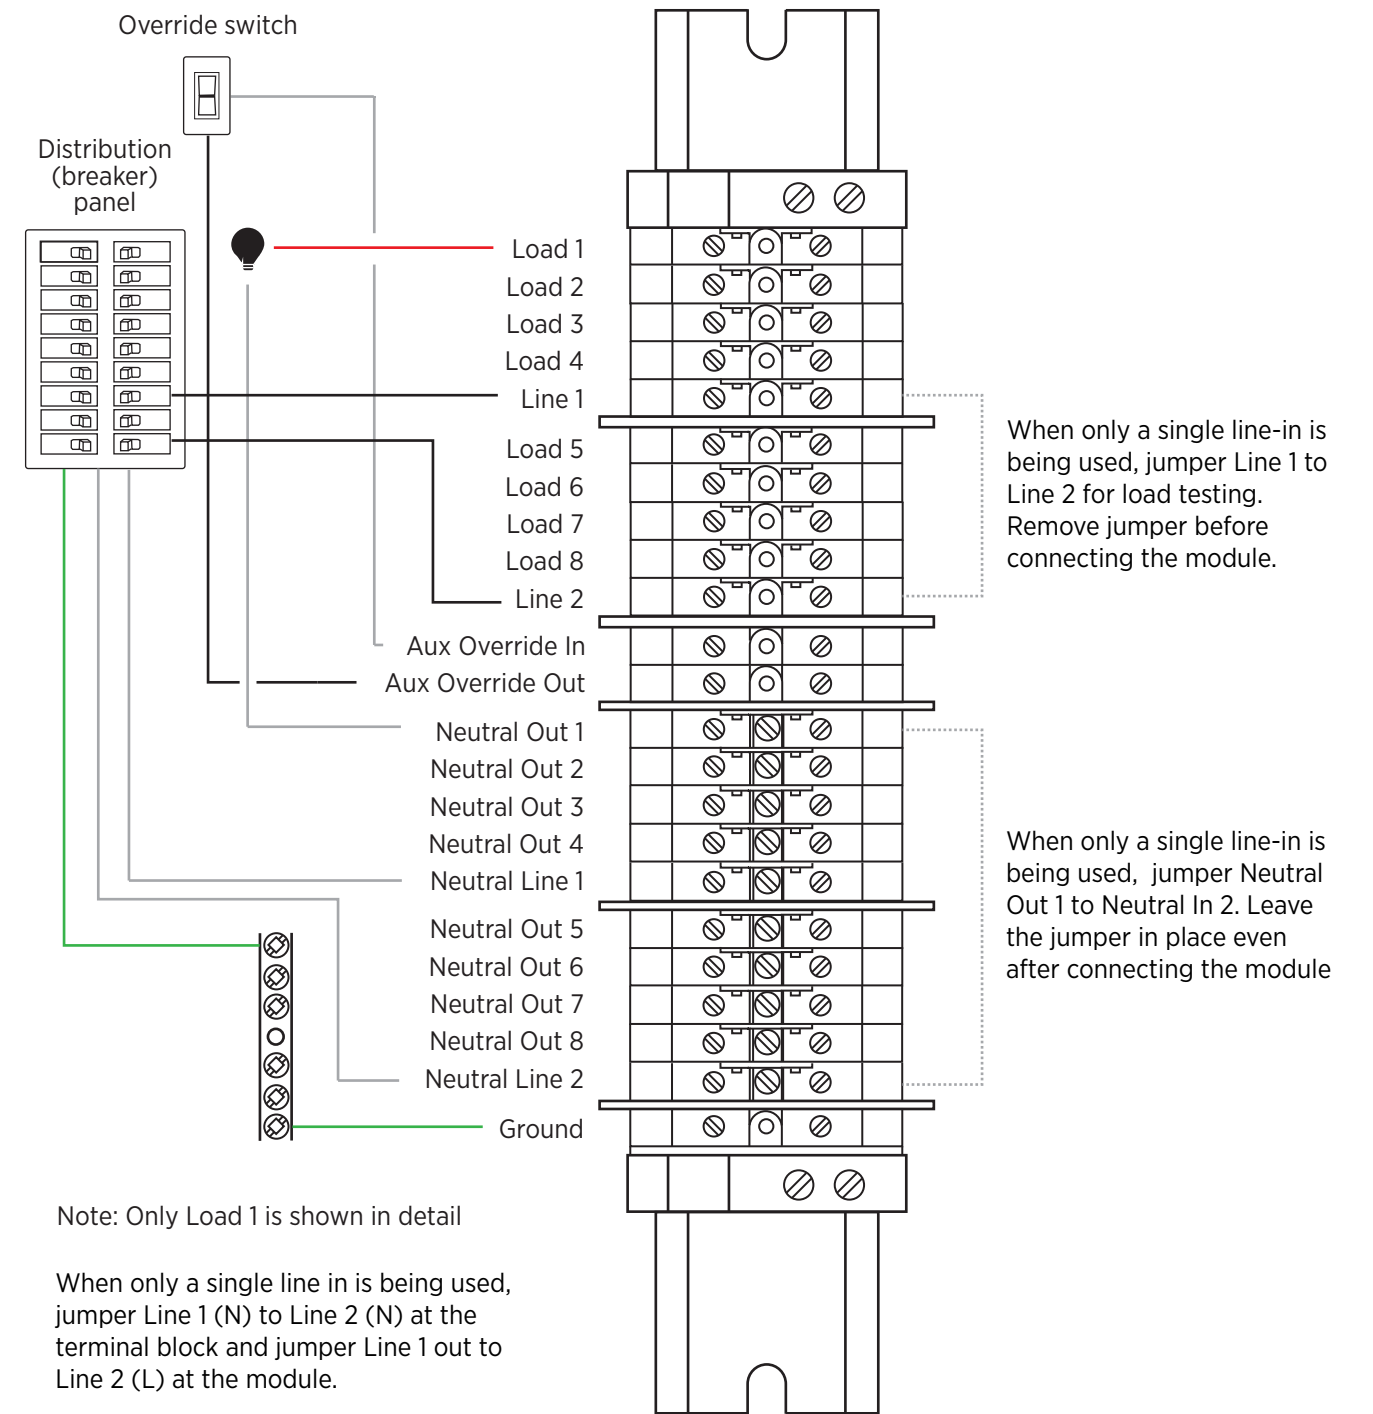 Override switch
Distribution
(breaker)
panel
Load 1
Load 2
Load 3
Load 4
Line 1
Load 5
Load 6
Load 7
Load 8
Line 2
Aux Override In
Aux Override Out
Neutral Out 1
Neutral Out 2
Neutral Out 3
Neutral Out 4
Neutral Line 1
Neutral Out 5
Neutral Out 6
Neutral Out 7
Neutral Out 8
Neutral Line 2
Ground
When only a single line-in is
being used, jumper Line 1 to
Line 2 for load testing.
Remove jumper before
connecting the module.
When only a single line-in is
being used, jumper Neutral
Out 1 to Neutral In 2. Leave
the jumper in place even
after connecting the module
Note: Only Load 1 is shown in detail
When only a single line in is being used,
jumper Line 1 (N) to Line 2 (N) at the
terminal block and jumper Line 1 out to
Line 2 (L) at the module.